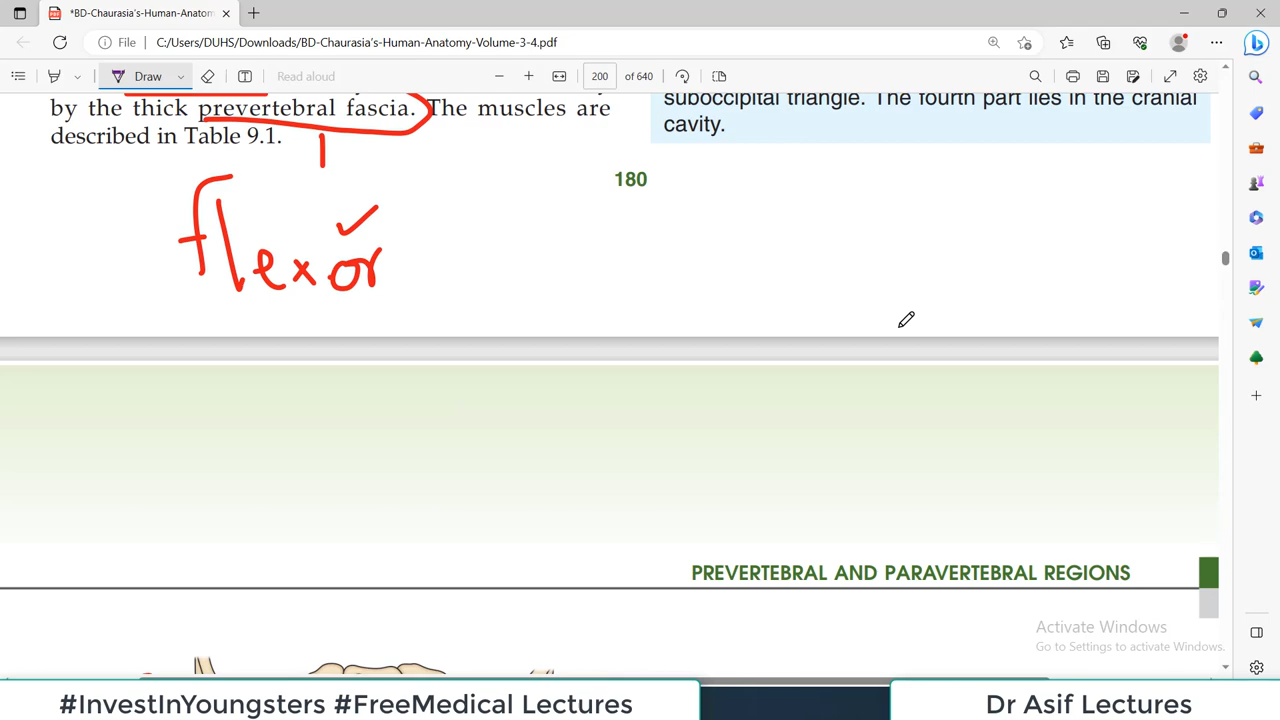 *BD-Chaurasia's-Human-Anatom
File
C:/Users/DUHS/Downloads/BD-Chaurasia's-Human-Anatomy-Volume-3-4.pdf
Draw
Read aloud
200
of 640
by the thick prevertebral fascia. The muscles are
described in Table 9.1.
suboccipital triangle. The fourth part lies in the cranial
cavity.
180
flexor
PREVERTEBRAL AND PARAVERTEBRAL REGIONS
Activate Windows
Go to Settings to activate Windows.
#InvestInYoungsters #FreeMedical Lectures
Dr Asif Lectures